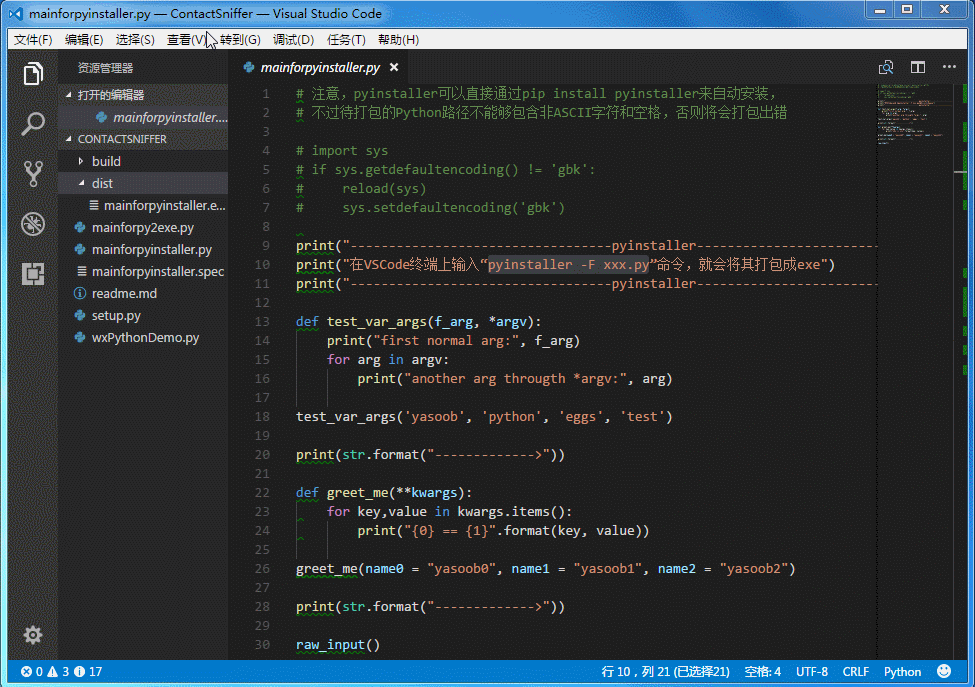 mainforpyinstaller.py — ContactSniffer — Visual Studio Code
文件(F) 编辑(E) 选择(S) 查看(V) 转到(G) 调试(D) 任务(T) 帮助(H)
资源管理器
打开的编辑器
mainforpyinstaller....
CONTACTSNIFFER
build
dist
mainforpyinstaller.e...
mainforpy2exe.py
mainforpyinstaller.py
mainforpyinstaller.spec
readme.md
setup.py
wxPythonDemo.py
mainforpyinstaller.py
1 # 注意，pyinstaller可以直接通过pip install pyinstaller来自动安装，
2 # 不过待打包的Python路径不能够包含非ASCII字符和空格，否则将会打包出错
3
4 # import sys
5 # if sys.getdefaultencoding() != 'gbk':
6 #     reload(sys)
7 #     sys.setdefaultencoding('gbk')
8
9 print("----------------------------------pyinstaller------------------------
10 print("在VSCode终端上输入“pyinstaller -F xxx.py”命令，就会将其打包成exe")
11 print("----------------------------------pyinstaller------------------------
12
13 def test_var_args(f_arg, *argv):
14     print("first normal arg:", f_arg)
15     for arg in argv:
16         print("another arg througth *argv:", arg)
17
18 test_var_args('yasoob', 'python', 'eggs', 'test')
19
20 print(str.format("------------->"))
21
22 def greet_me(**kwargs):
23     for key,value in kwargs.items():
24         print("{0} == {1}".format(key, value))
25
26 greet_me(name0 = "yasoob0", name1 = "yasoob1", name2 = "yasoob2")
27
28 print(str.format("------------->"))
29
30 raw_input()
0 3 17 行 10，列 21 (已选择21) 空格: 4 UTF-8 CRLF Python